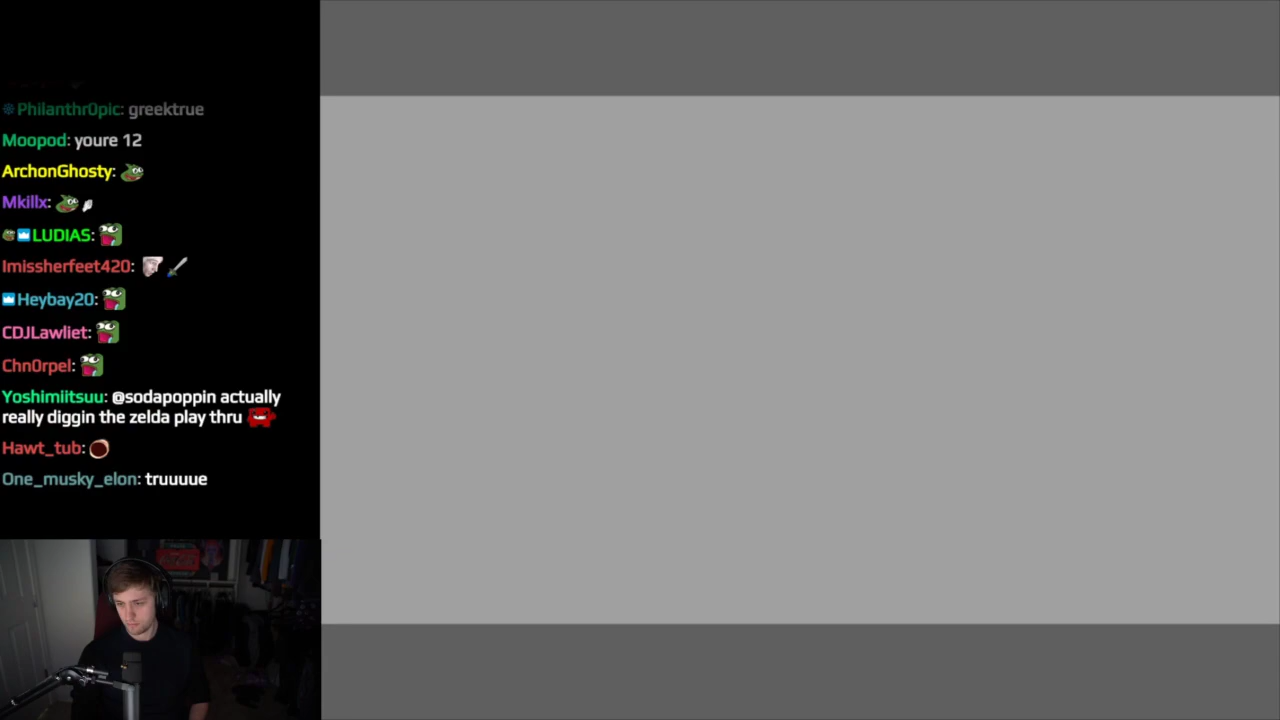 Philanthr0pic: greektrue
Moopod: youre 12
ArchonGhosty:
Mkillx:
LUDIAS:
Imissherfeet420:
Heybay20:
CDJLawliet:
Chn0rpel:
Yoshimiitsuu: @sodapoppin actually
really diggin the zelda play thru
Hawt_tub:
One_musky_elon: truuuue